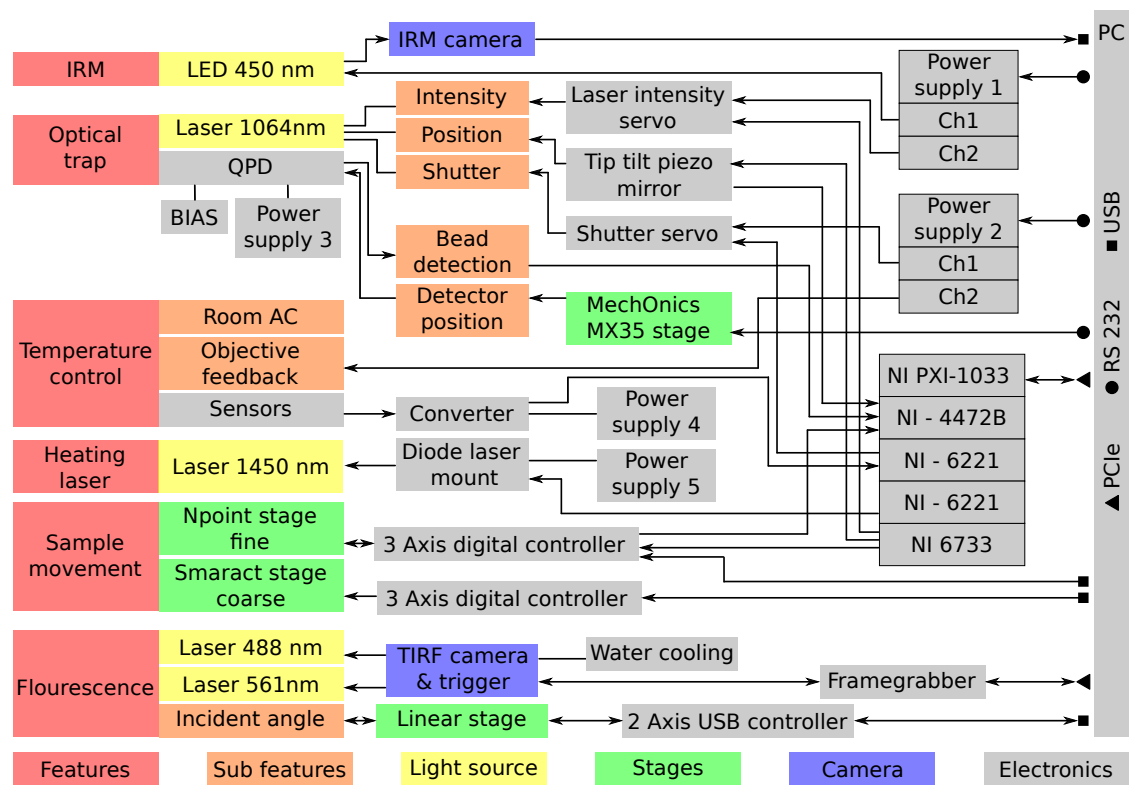 IRM
LED 450 nm
IRM camera
Power
supply 1
Ch1
Ch2
PC
Optical
trap
Laser 1064nm
QPD
BIAS
Power
supply 3
Intensity
Position
Shutter
Laser intensity
servo
Tip tilt piezo
mirror
Shutter servo
Power
supply 2
Ch1
Ch2
Bead
detection
Detector
position
MechOnics
MX35 stage
■ USB
● RS 232
▲ PCIe
Temperature
control
Room AC
Objective
feedback
Sensors
Converter
Power
supply 4
NI PXI-1033
NI - 4472B
NI - 6221
NI - 6221
NI 6733
Heating
laser
Laser 1450 nm
Diode laser
mount
Power
supply 5
Sample
movement
Npoint stage
fine
Smaract stage
coarse
3 Axis digital controller
3 Axis digital controller
Flourescence
Laser 488 nm
Laser 561nm
Incident angle
TIRF camera
& trigger
Water cooling
Framegrabber
Linear stage
2 Axis USB controller
Features
Sub features
Light source
Stages
Camera
Electronics